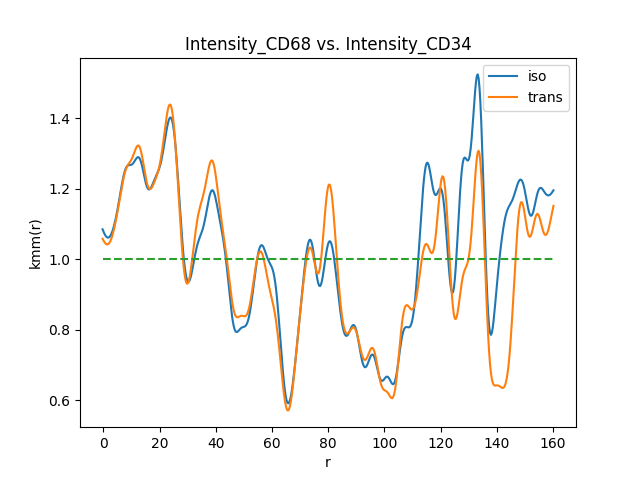 Intensity_CD68 vs. Intensity_CD34
iso
trans
kmm(r)
1.4
1.2
1.0
0.8
0.6
0 20 40 60 80 100 120 140 160
r